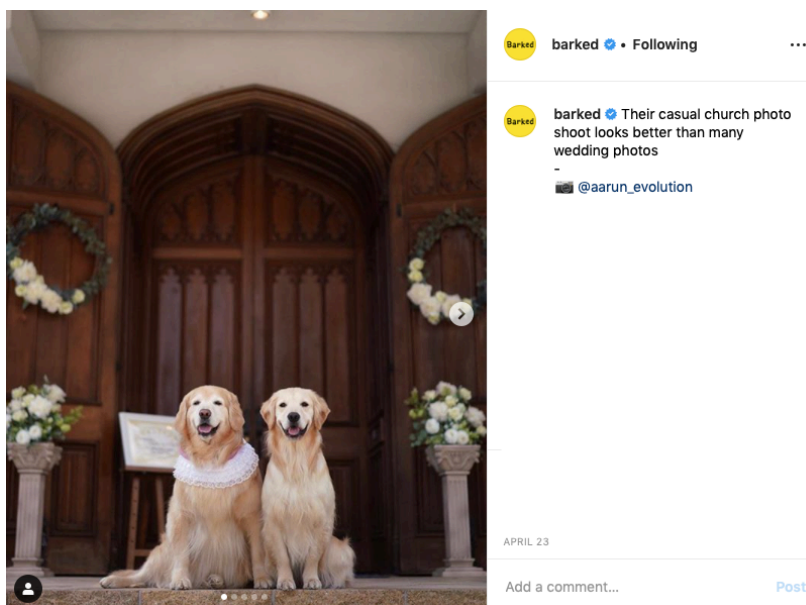 Barked
barked • Following
Barked
barked Their casual church photo
shoot looks better than many
wedding photos
-
@aarun_evolution
APRIL 23
Add a comment...
Post